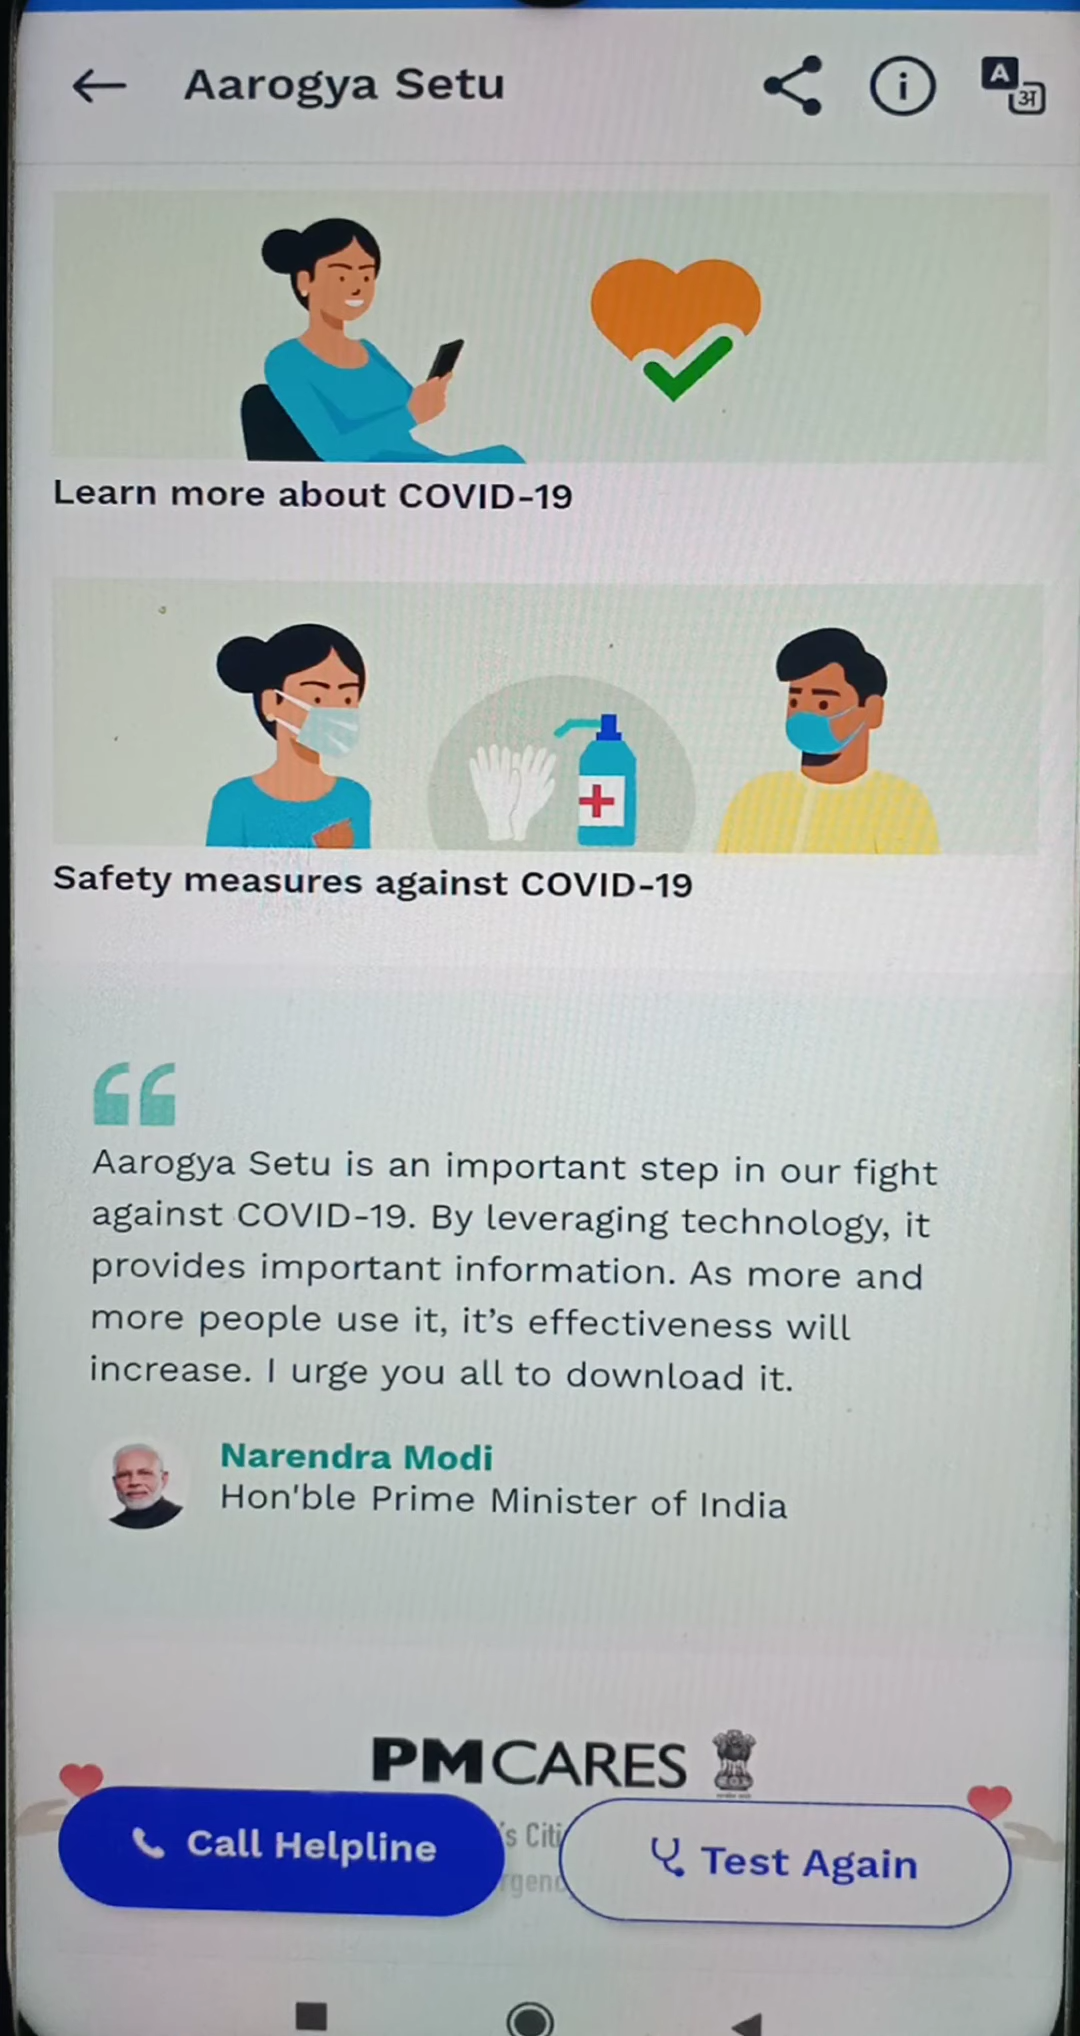 Aarogya Setu
A
अ
Learn more about COVID-19
Safety measures against COVID-19
Aarogya Setu is an important step in our fight
against COVID-19. By leveraging technology, it
provides important information. As more and
more people use it, it's effectiveness will
increase. I urge you all to download it.
Narendra Modi
Hon'ble Prime Minister of India
PMCARES
Call Helpline
Test Again